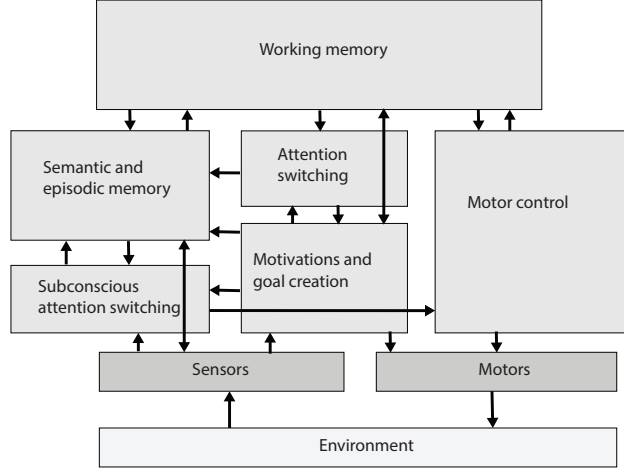 Working memory
Semantic and
episodic memory
Attention
switching
Motor control
Motivations and
goal creation
Subconscious
attention switching
Sensors
Motors
Environment